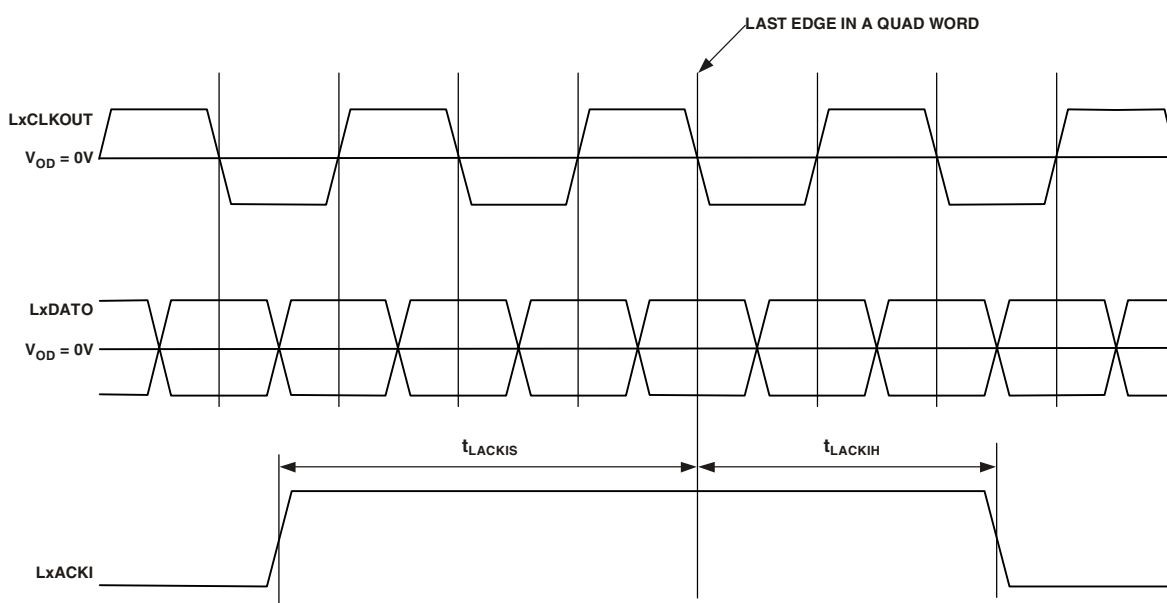 LAST EDGE IN A QUAD WORD
LxCLKOUT
VOD = 0V
LxDATO
VOD = 0V
tLACKIS
tLACKIH
LxACKI